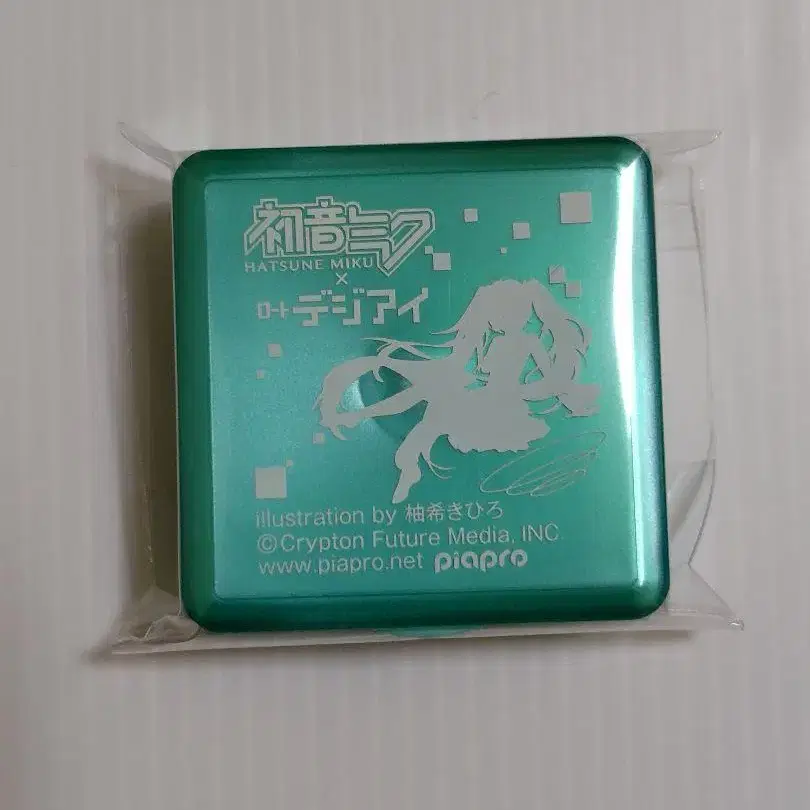 初音ミク
HATSUNE MIKU
×
ロート デジアイ
illustration by 柚希きひろ
©Crypton Future Media, INC.
www.piapro.net piapro